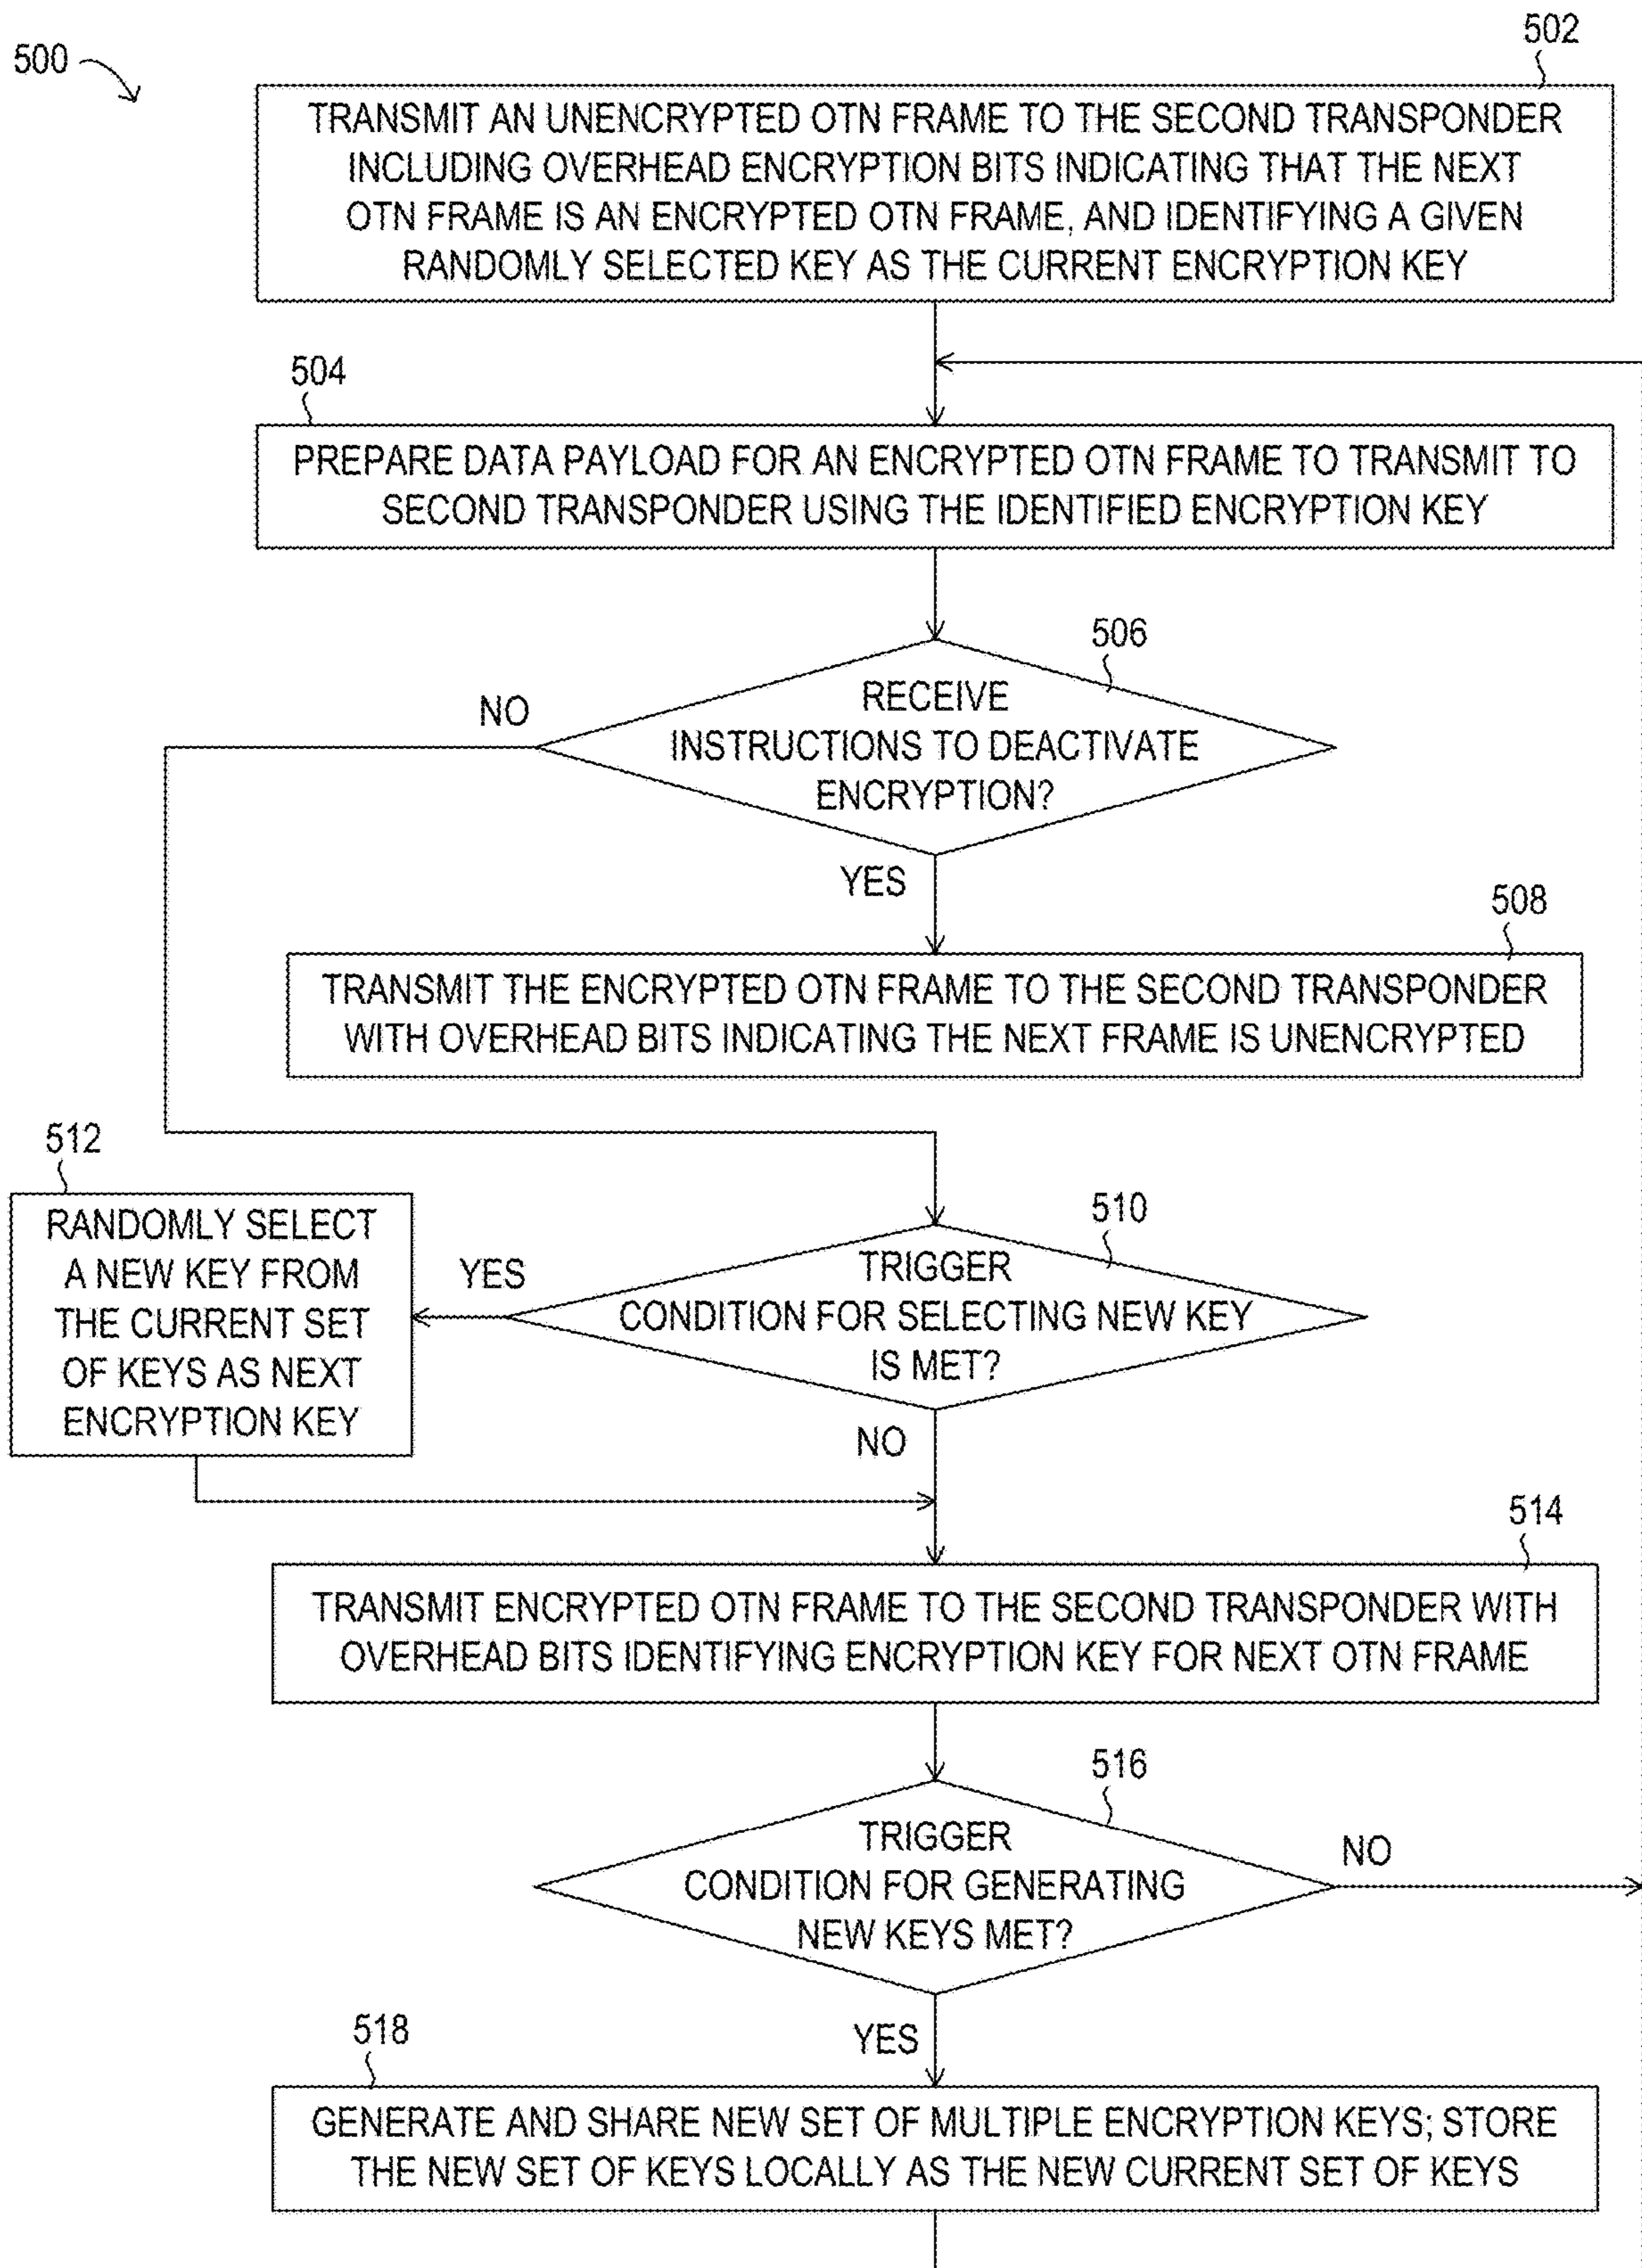 502
500
TRANSMIT AN UNENCRYPTED OTN FRAME TO THE SECOND TRANSPONDER
INCLUDING OVERHEAD ENCRYPTION BITS INDICATING THAT THE NEXT
OTN FRAME IS AN ENCRYPTED OTN FRAME, AND IDENTIFYING A GIVEN
RANDOMLY SELECTED KEY AS THE CURRENT ENCRYPTION KEY
504
PREPARE DATA PAYLOAD FOR AN ENCRYPTED OTN FRAME TO TRANSMIT TO
SECOND TRANSPONDER USING THE IDENTIFIED ENCRYPTION KEY
506
RECEIVE
INSTRUCTIONS TO DEACTIVATE
ENCRYPTION?
NO
YES
508
TRANSMIT THE ENCRYPTED OTN FRAME TO THE SECOND TRANSPONDER
WITH OVERHEAD BITS INDICATING THE NEXT FRAME IS UNENCRYPTED
512
RANDOMLY SELECT
A NEW KEY FROM
THE CURRENT SET
OF KEYS AS NEXT
ENCRYPTION KEY
YES
510
TRIGGER
CONDITION FOR SELECTING NEW KEY
IS MET?
NO
514
TRANSMIT ENCRYPTED OTN FRAME TO THE SECOND TRANSPONDER WITH
OVERHEAD BITS IDENTIFYING ENCRYPTION KEY FOR NEXT OTN FRAME
516
TRIGGER
CONDITION FOR GENERATING
NEW KEYS MET?
NO
YES
518
GENERATE AND SHARE NEW SET OF MULTIPLE ENCRYPTION KEYS; STORE
THE NEW SET OF KEYS LOCALLY AS THE NEW CURRENT SET OF KEYS